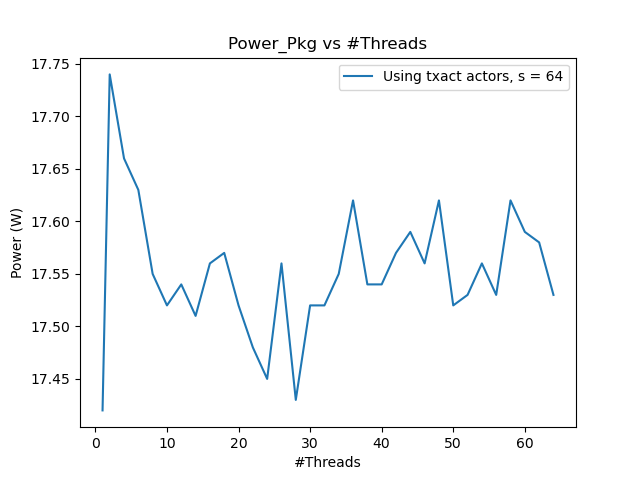 Power_Pkg vs #Threads
Using txact actors, s = 64
Power (W)
17.75
17.70
17.65
17.60
17.55
17.50
17.45
0 10 20 30 40 50 60
#Threads